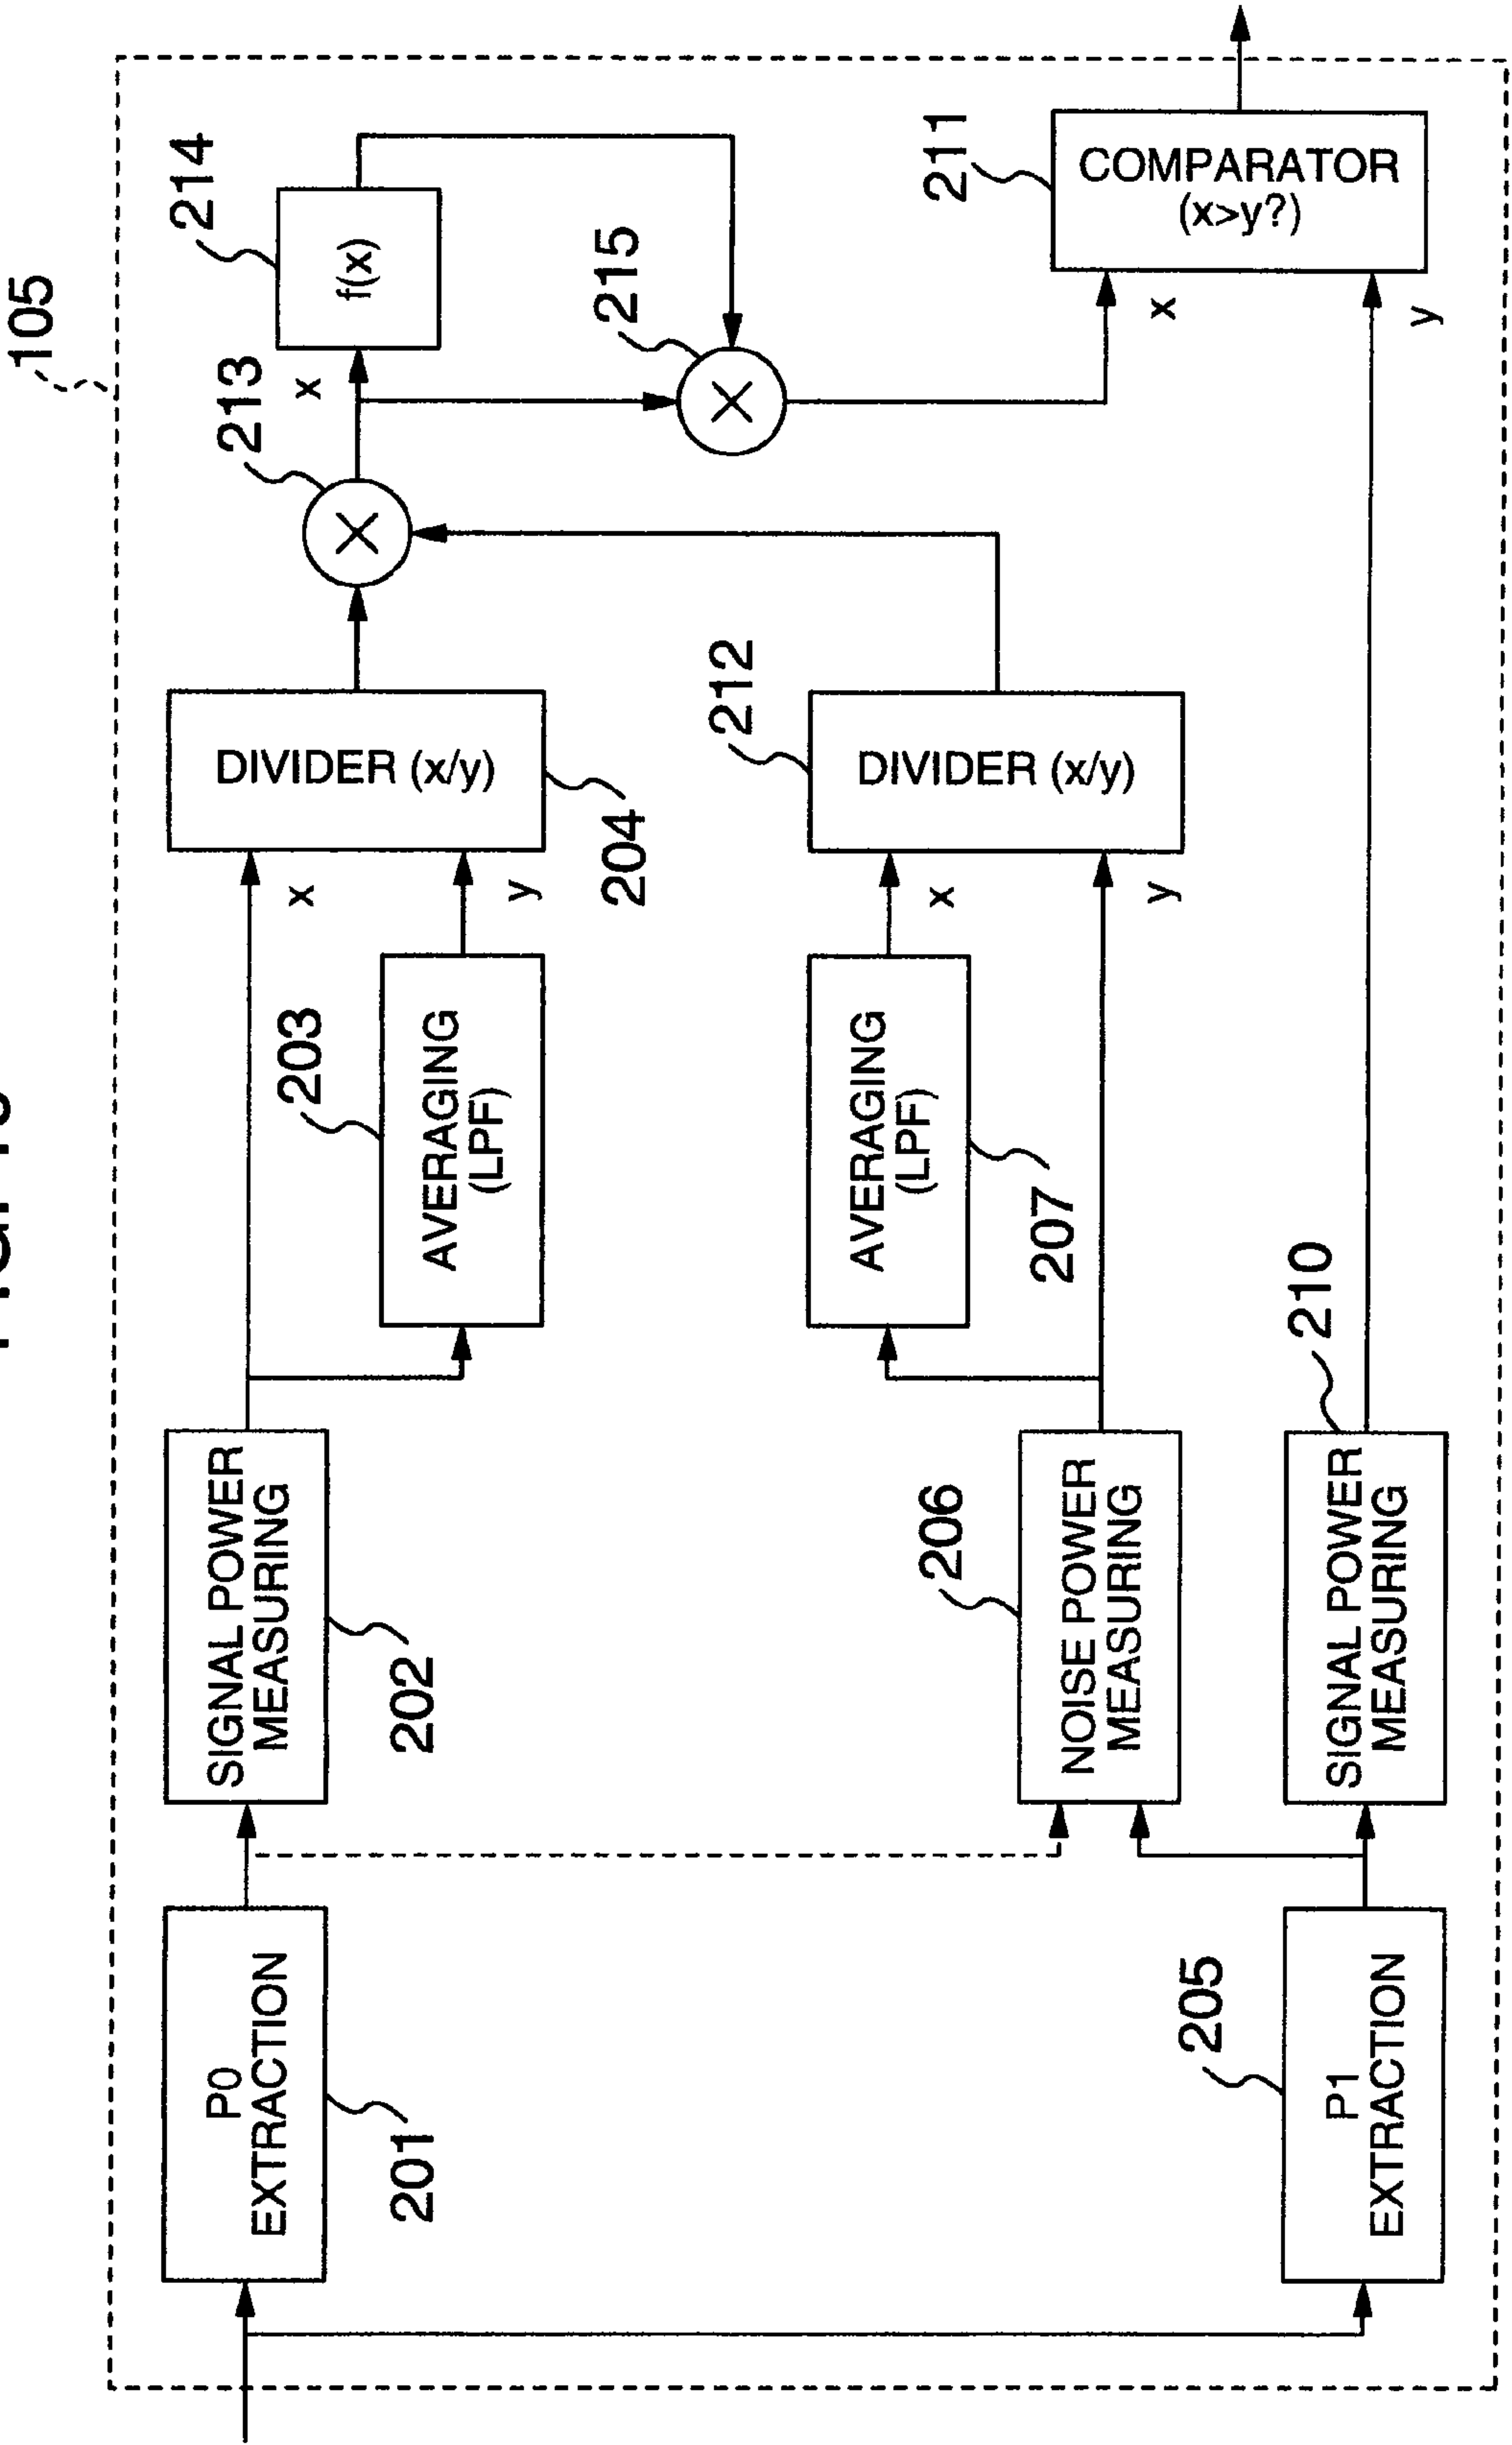 105
P0
EXTRACTION
201
SIGNAL POWER
MEASURING
202
AVERAGING
(LPF)
203
x
y
DIVIDER (x/y)
204
213
x
f(x)
214
215
AVERAGING
(LPF)
207
x
y
DIVIDER (x/y)
212
NOISE POWER
MEASURING
206
P1
EXTRACTION
205
SIGNAL POWER
MEASURING
210
x
y
COMPARATOR
(x>y?)
211